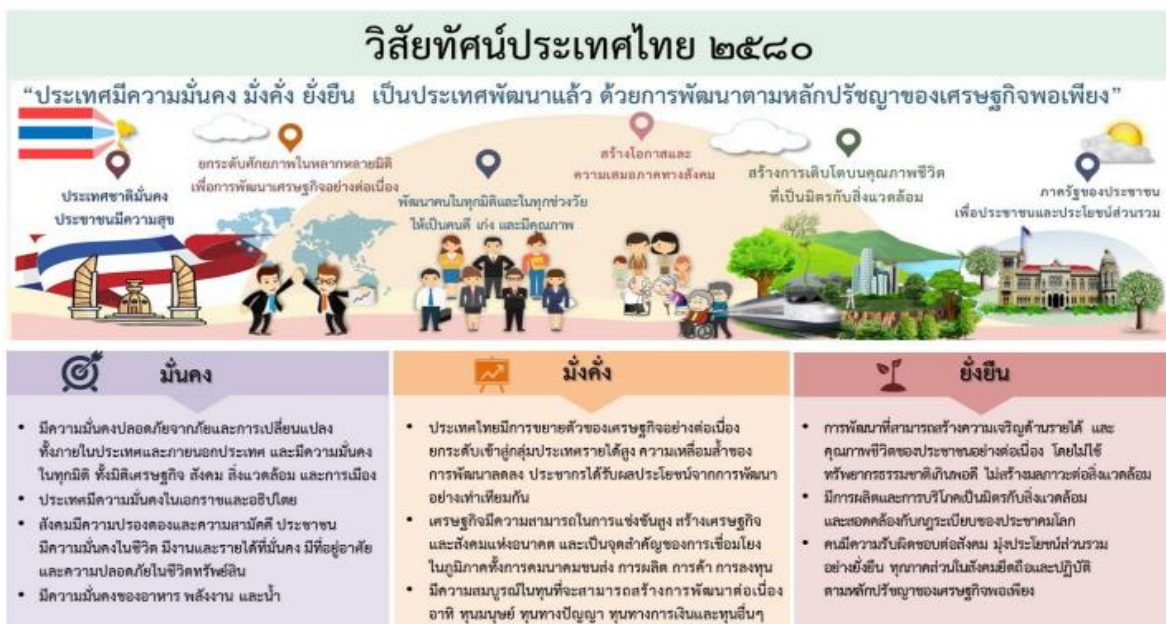 วิสัยทัศน์ประเทศไทย ๒๕๘๐
“ประเทศมีความมั่นคง มั่งคั่ง ยั่งยืน เป็นประเทศพัฒนาแล้ว ด้วยการพัฒนาตามหลักปรัชญาของเศรษฐกิจพอเพียง”
ประเทศชาติมั่นคง
ประชาชนมีความสุข
ยกระดับศักยภาพในหลากหลายมิติ
เพื่อการพัฒนาเศรษฐกิจอย่างต่อเนื่อง
พัฒนาคนในทุกมิติและในทุกช่วงวัย
ให้เป็นคนดี เก่ง และมีคุณภาพ
สร้างโอกาสและ
ความเสมอภาคทางสังคม
สร้างการเติบโตบนคุณภาพชีวิต
ที่เป็นมิตรกับสิ่งแวดล้อม
ภาครัฐของประชาชน
เพื่อประชาชนและประโยชน์ส่วนรวม
มั่นคง
• มีความมั่นคงปลอดภัยจากภัยและการเปลี่ยนแปลง
ทั้งภายในประเทศและภายนอกประเทศ และมีความมั่นคง
ในทุกมิติ ทั้งมิติเศรษฐกิจ สังคม สิ่งแวดล้อม และการเมือง
• ประเทศมีความมั่นคงในเอกราชและอธิปไตย
• สังคมมีความปรองดองและความสามัคคี ประชาชน
มีความมั่นคงในชีวิต มีงานและรายได้ที่มั่นคง มีที่อยู่อาศัย
และความปลอดภัยในชีวิตทรัพย์สิน
• มีความมั่นคงของอาหาร พลังงาน และน้ำ
มั่งคั่ง
• ประเทศไทยมีการขยายตัวของเศรษฐกิจอย่างต่อเนื่อง
ยกระดับเข้าสู่กลุ่มประเทศรายได้สูง ความเหลื่อมล้ำของ
การพัฒนาลดลง ประชากรได้รับผลประโยชน์จากการพัฒนา
อย่างเท่าเทียมกัน
• เศรษฐกิจมีความสามารถในการแข่งขันสูง สร้างเศรษฐกิจ
และสังคมแห่งอนาคต และเป็นจุดสำคัญของการเชื่อมโยง
ในภูมิภาคทั้งการคมนาคมขนส่ง การผลิต การค้า การลงทุน
• มีความสมบูรณ์ในทุนที่จะสามารถสร้างการพัฒนาต่อเนื่อง
อาทิ ทุนมนุษย์ ทุนทางปัญญา ทุนทางการเงินและทุนอื่นๆ
ยั่งยืน
• การพัฒนาที่สามารถสร้างความเจริญด้านรายได้ และ
คุณภาพชีวิตของประชาชนอย่างต่อเนื่อง โดยไม่ใช้
ทรัพยากรธรรมชาติเกินพอดี ไม่สร้างมลภาวะต่อสิ่งแวดล้อม
• มีการผลิตและการบริโภคเป็นมิตรกับสิ่งแวดล้อม
และสอดคล้องกับกฎระเบียบของประชาคมโลก
• คนมีความรับผิดชอบต่อสังคม มุ่งประโยชน์ส่วนรวม
อย่างยั่งยืน ทุกภาคส่วนในสังคมยึดถือและปฏิบัติ
ตามหลักปรัชญาของเศรษฐกิจพอเพียง